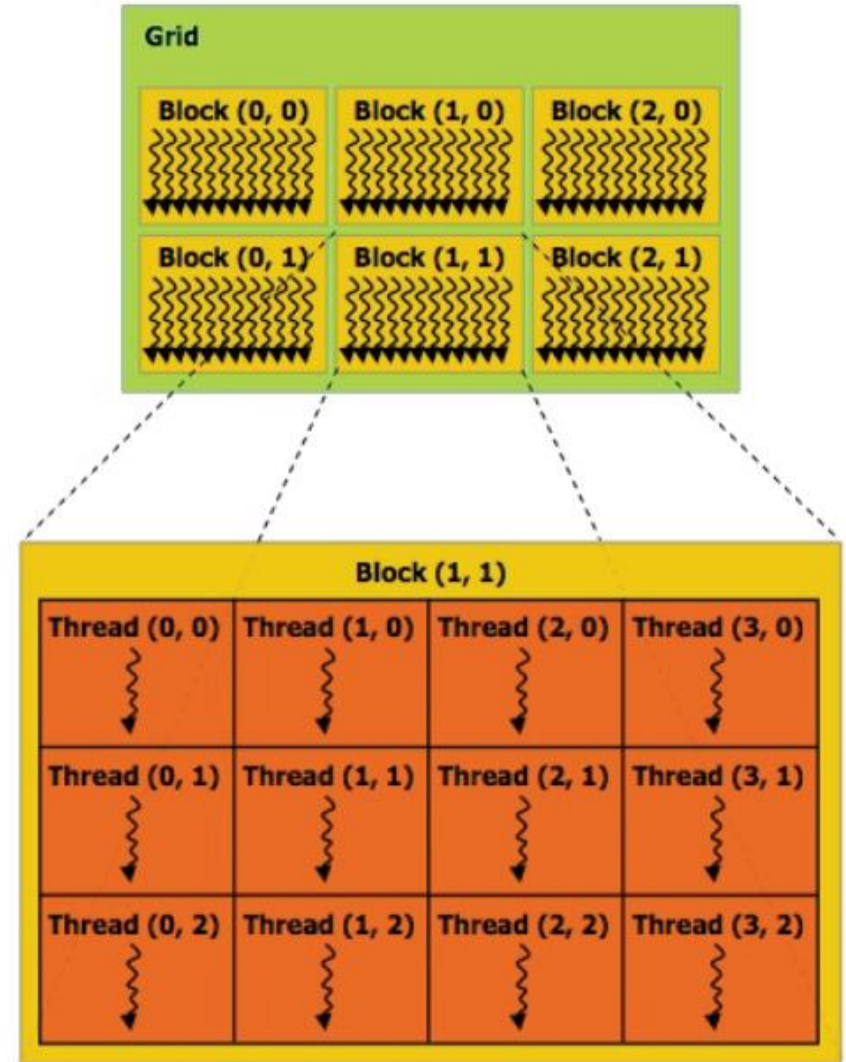 Grid
Block (0, 0) Block (1, 0) Block (2, 0)
Block (0, 1) Block (1, 1) Block (2, 1)
Block (1, 1)
Thread (0, 0) Thread (1, 0) Thread (2, 0) Thread (3, 0)
Thread (0, 1) Thread (1, 1) Thread (2, 1) Thread (3, 1)
Thread (0, 2) Thread (1, 2) Thread (2, 2) Thread (3, 2)